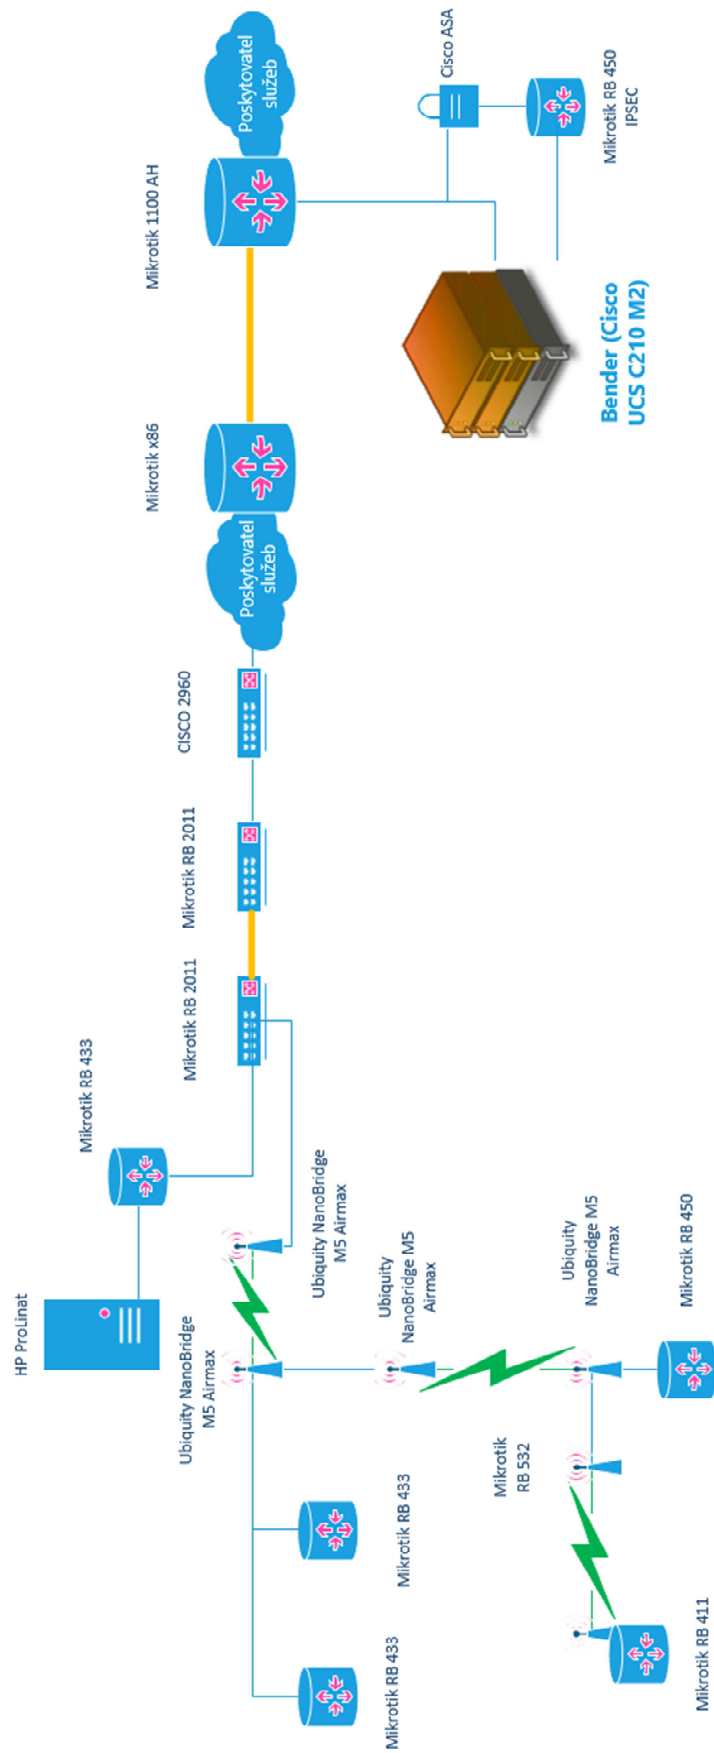 HP ProLinat
Mikrotik RB 433
Mikrotik x86
Mikrotik 1100 AH
Ubiquity NanoBridge
M5 Airmax
Mikrotik RB 2011
Mikrotik RB 2011
CISCO 2960
Poskytovatel
služeb
Poskytovatel
služeb
Ubiquity NanoBridge
M5 Airmax
Mikrotik RB 433
Mikrotik RB 433
Ubiquity
NanoBridge M5
Airmax
Cisco ASA
Mikrotik
RB 532
Ubiquity
NanoBridge M5
Airmax
Mikrotik RB 450
IPSEC
Bender (Cisco
UCS C210 M2)
Mikrotik RB 411
Mikrotik RB 450